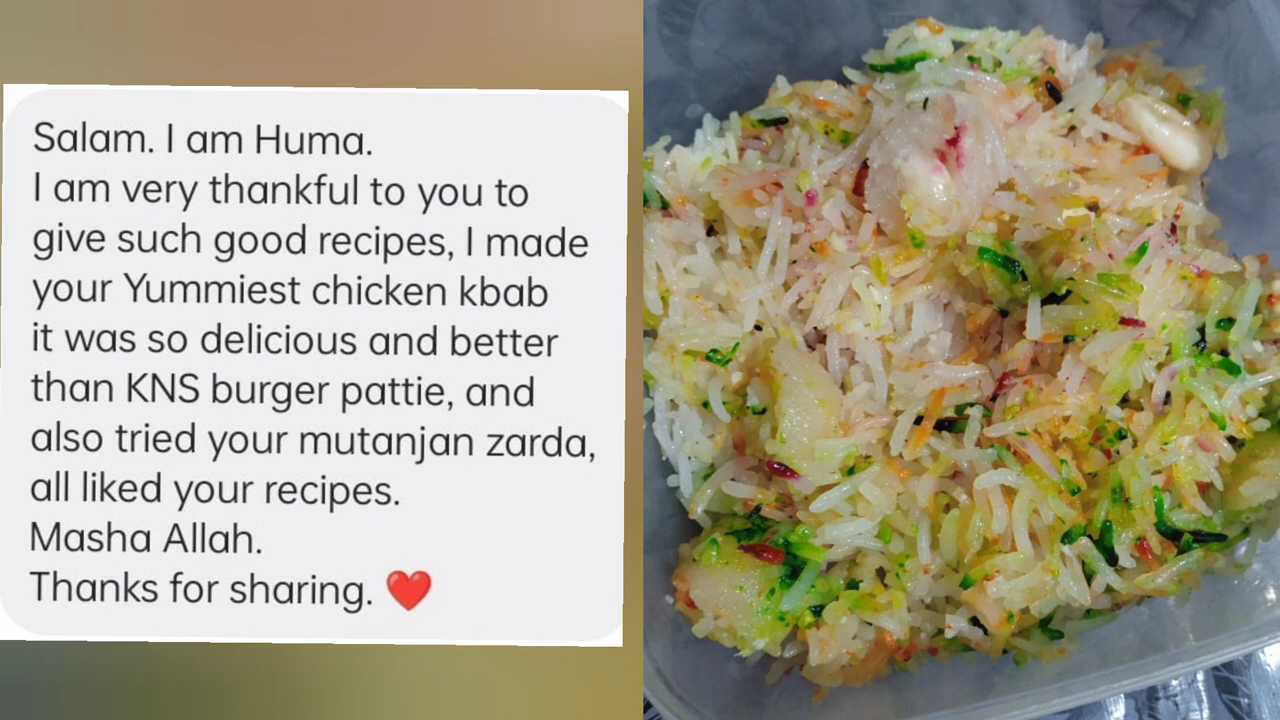 Salam. I am Huma.
I am very thankful to you to
give such good recipes, I made
your Yummiest chicken kbab
it was so delicious and better
than KNS burger pattie, and
also tried your mutanjan zarda,
all liked your recipes.
Masha Allah.
Thanks for sharing. ❤️